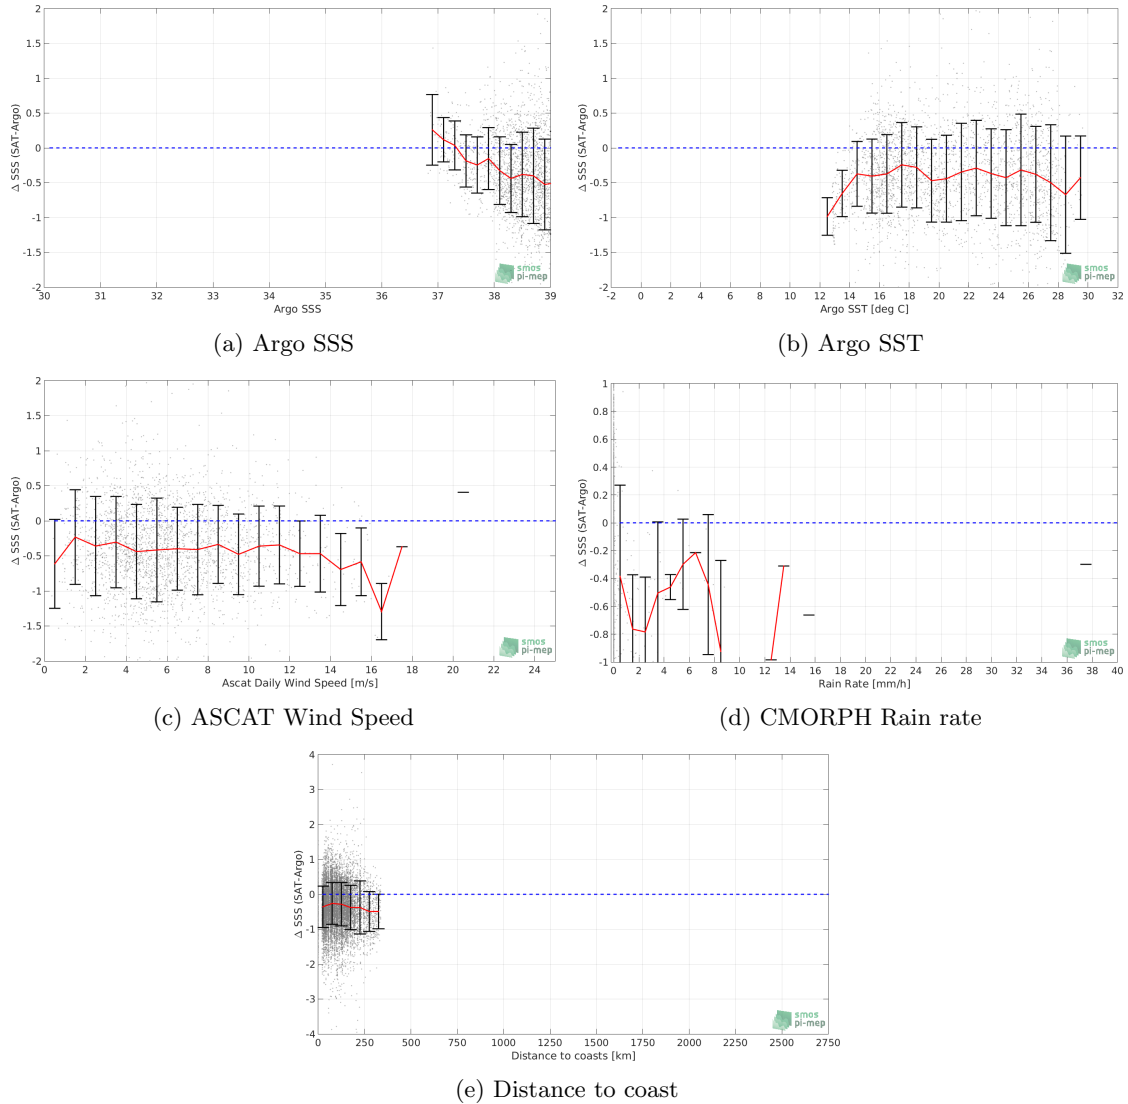 2
1.5
1
0.5
0
-0.5
-1
-1.5
-2
Δ SSS (SAT-Argo)
30 31 32 33 34 35 36 37 38 39
Argo SSS
smos
pi-mep
(a) Argo SSS
2
1.5
1
0.5
0
-0.5
-1
-1.5
-2
Δ SSS (SAT-Argo)
-2 0 2 4 6 8 10 12 14 16 18 20 22 24 26 28 30 32
Argo SST [deg C]
smos
pi-mep
(b) Argo SST
2
1.5
1
0.5
0
-0.5
-1
-1.5
-2
Δ SSS (SAT-Argo)
0 2 4 6 8 10 12 14 16 18 20 22 24
Ascat Daily Wind Speed [m/s]
smos
pi-mep
(c) ASCAT Wind Speed
1
0.8
0.6
0.4
0.2
0
-0.2
-0.4
-0.6
-0.8
-1
Δ SSS (SAT-Argo)
0 2 4 6 8 10 12 14 16 18 20 22 24 26 28 30 32 34 36 38 40
Rain Rate [mm/h]
smos
pi-mep
(d) CMORPH Rain rate
4
3
2
1
0
-1
-2
-3
-4
Δ SSS (SAT-Argo)
0 250 500 750 1000 1250 1500 1750 2000 2250 2500 2750
Distance to coasts [km]
smos
pi-mep
(e) Distance to coast